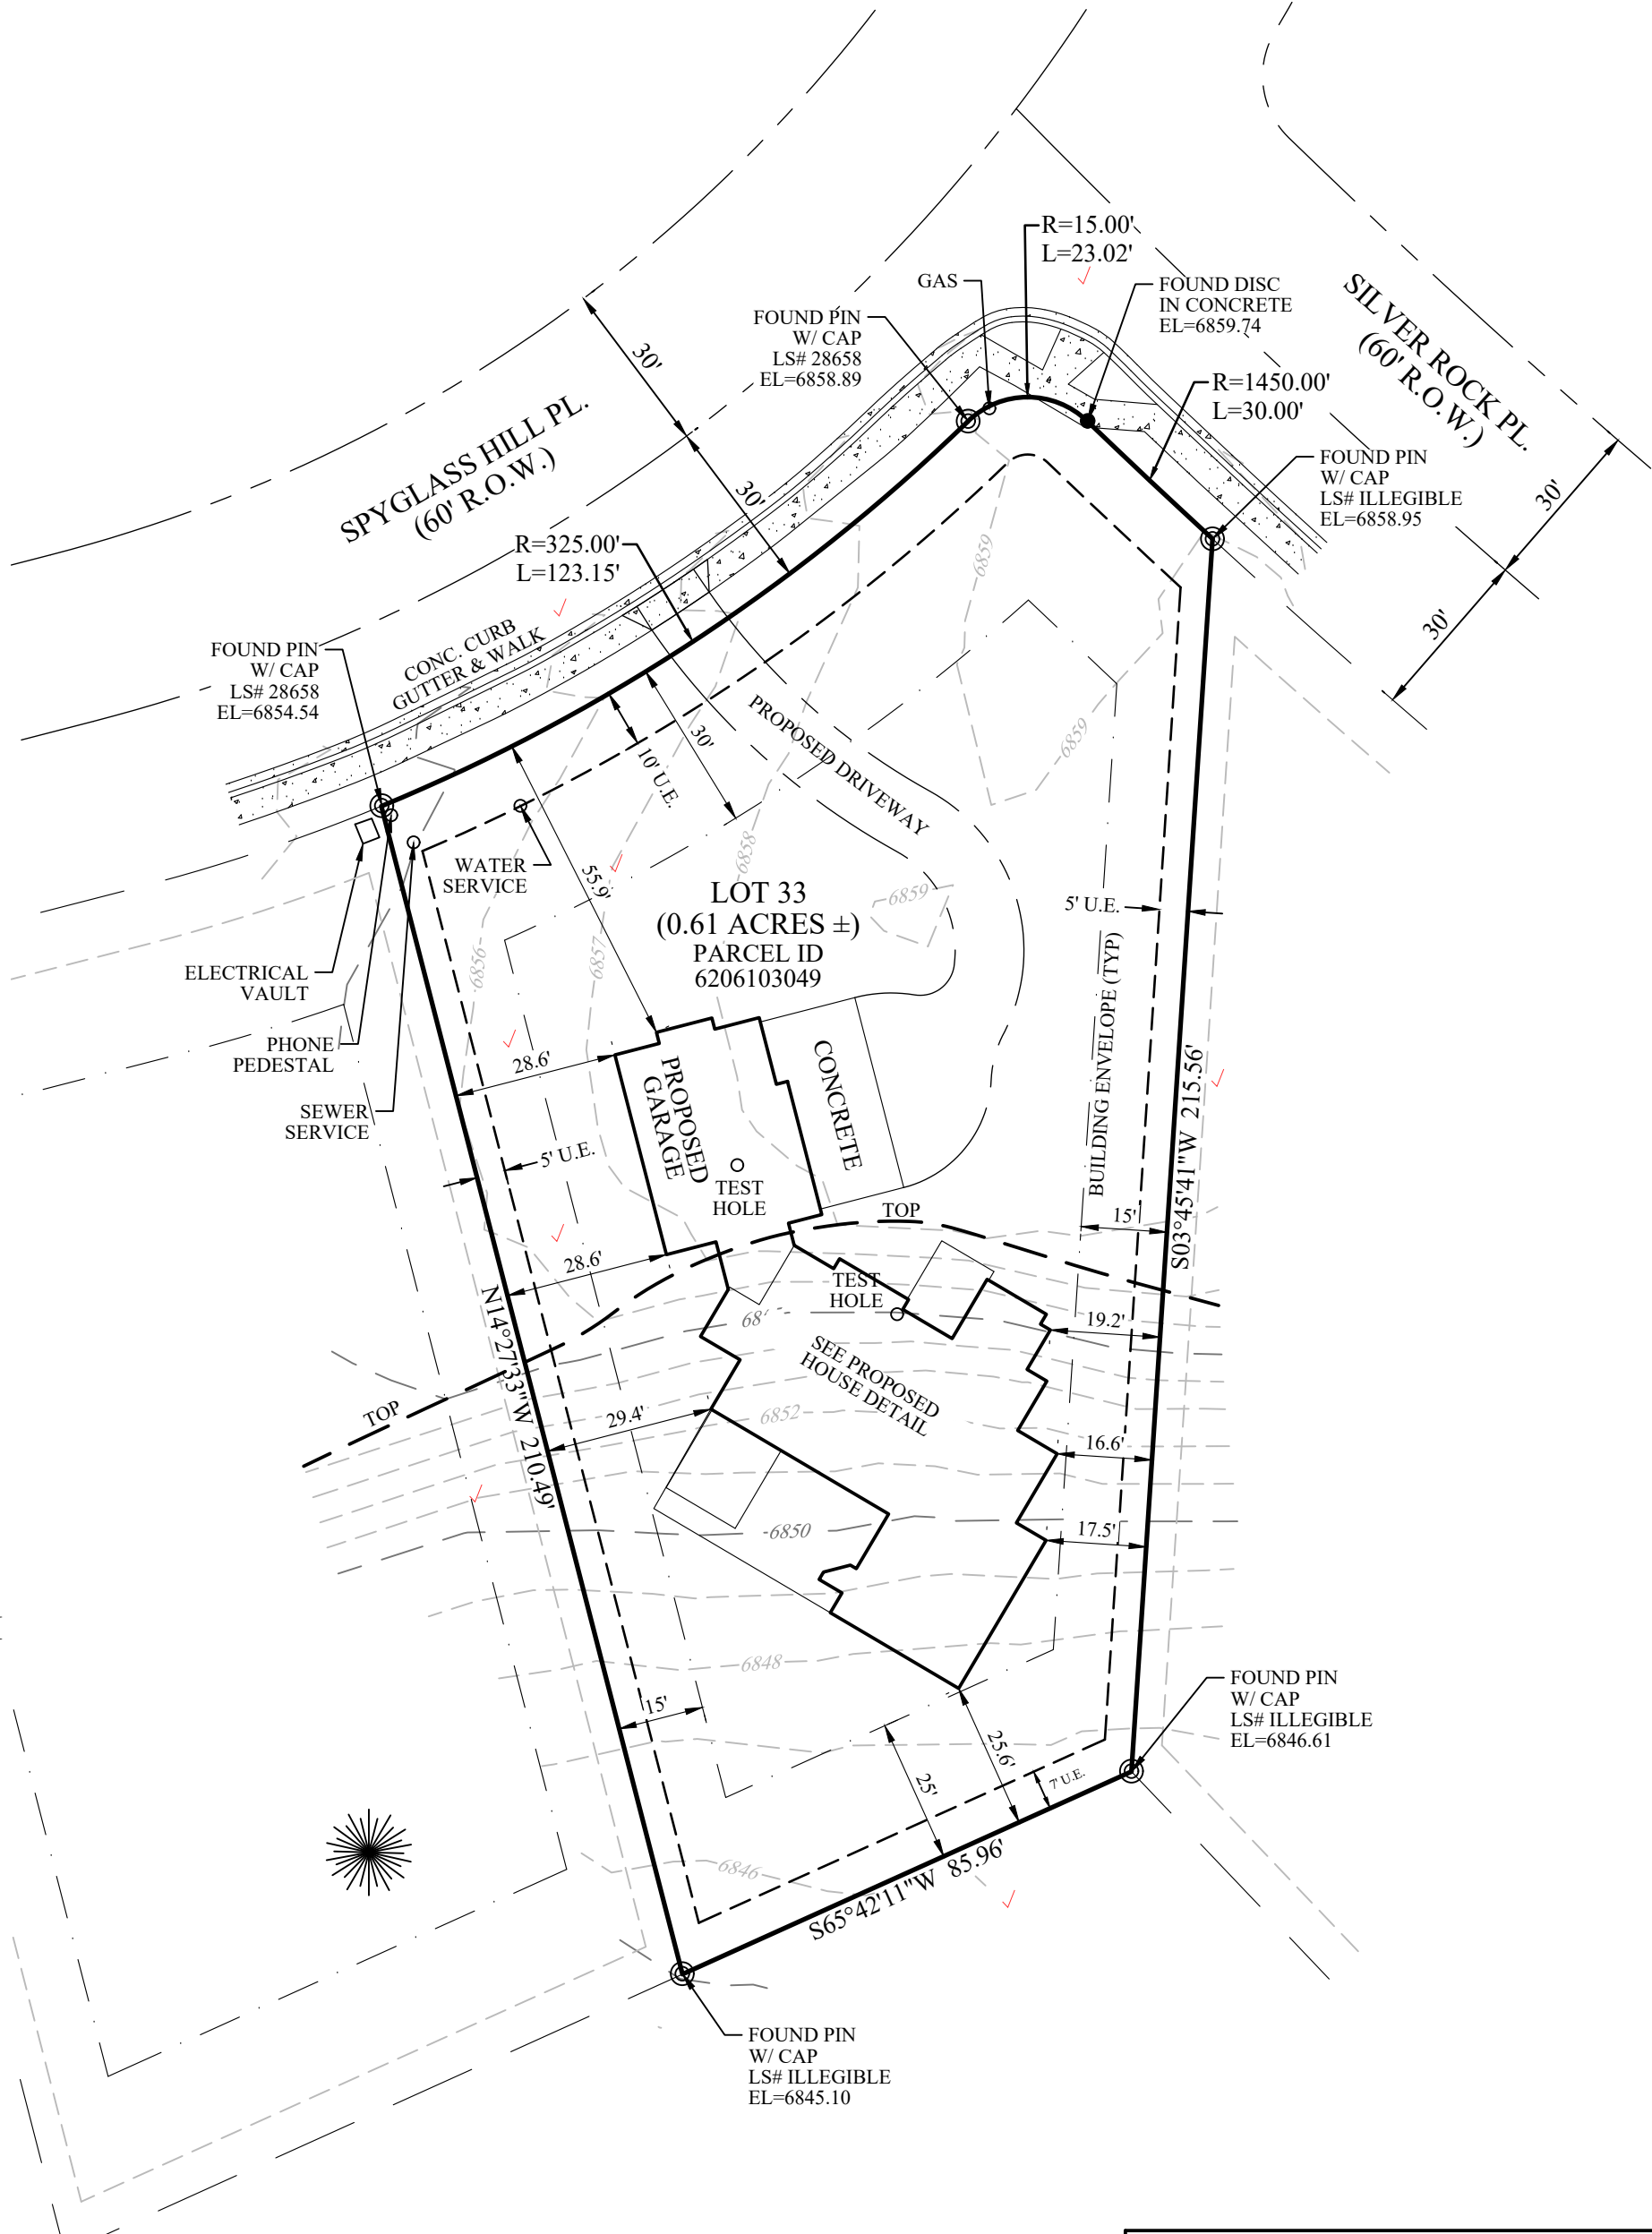 R=15.00'
L=23.02'
GAS
FOUND DISC
IN CONCRETE
EL=6859.74
SILVER ROCK PL.
(60' R.O.W.)
FOUND PIN
W/ CAP
LS# 28658
EL=6858.89
30'
R=1450.00'
L=30.00'
SPYGLASS HILL PL.
(60' R.O.W.)
30'
FOUND PIN
W/ CAP
LS# ILLEGIBLE
EL=6858.95
30'
30'
R=325.00'
L=123.15'
6859
CONC. CURB
GUTTER & WALK
FOUND PIN
W/ CAP
LS# 28658
EL=6854.54
10' U.E.
30'
PROPOSED DRIVEWAY
6859
WATER
SERVICE
55.9'
6858
LOT 33
(0.61 ACRES ±)
PARCEL ID
6206103049
6859
5' U.E.
ELECTRICAL
VAULT
6856
6857
BUILDING ENVELOPE (TYP)
PHONE
PEDESTAL
28.6'
PROPOSED
GARAGE
CONCRETE
S03°45'41"W 215.56'
SEWER
SERVICE
5' U.E.
TEST
HOLE
TOP
15'
28.6'
TEST
HOLE
N14°27'33"W 210.49'
19.2'
SEE PROPOSED
HOUSE DETAIL
TOP
29.4'
6852
16.6'
6850
17.5'
6848
15'
FOUND PIN
W/ CAP
LS# ILLEGIBLE
EL=6846.61
25.6'
25'
7' U.E.
6846
S65°42'11"W 85.96'
FOUND PIN
W/ CAP
LS# ILLEGIBLE
EL=6845.10